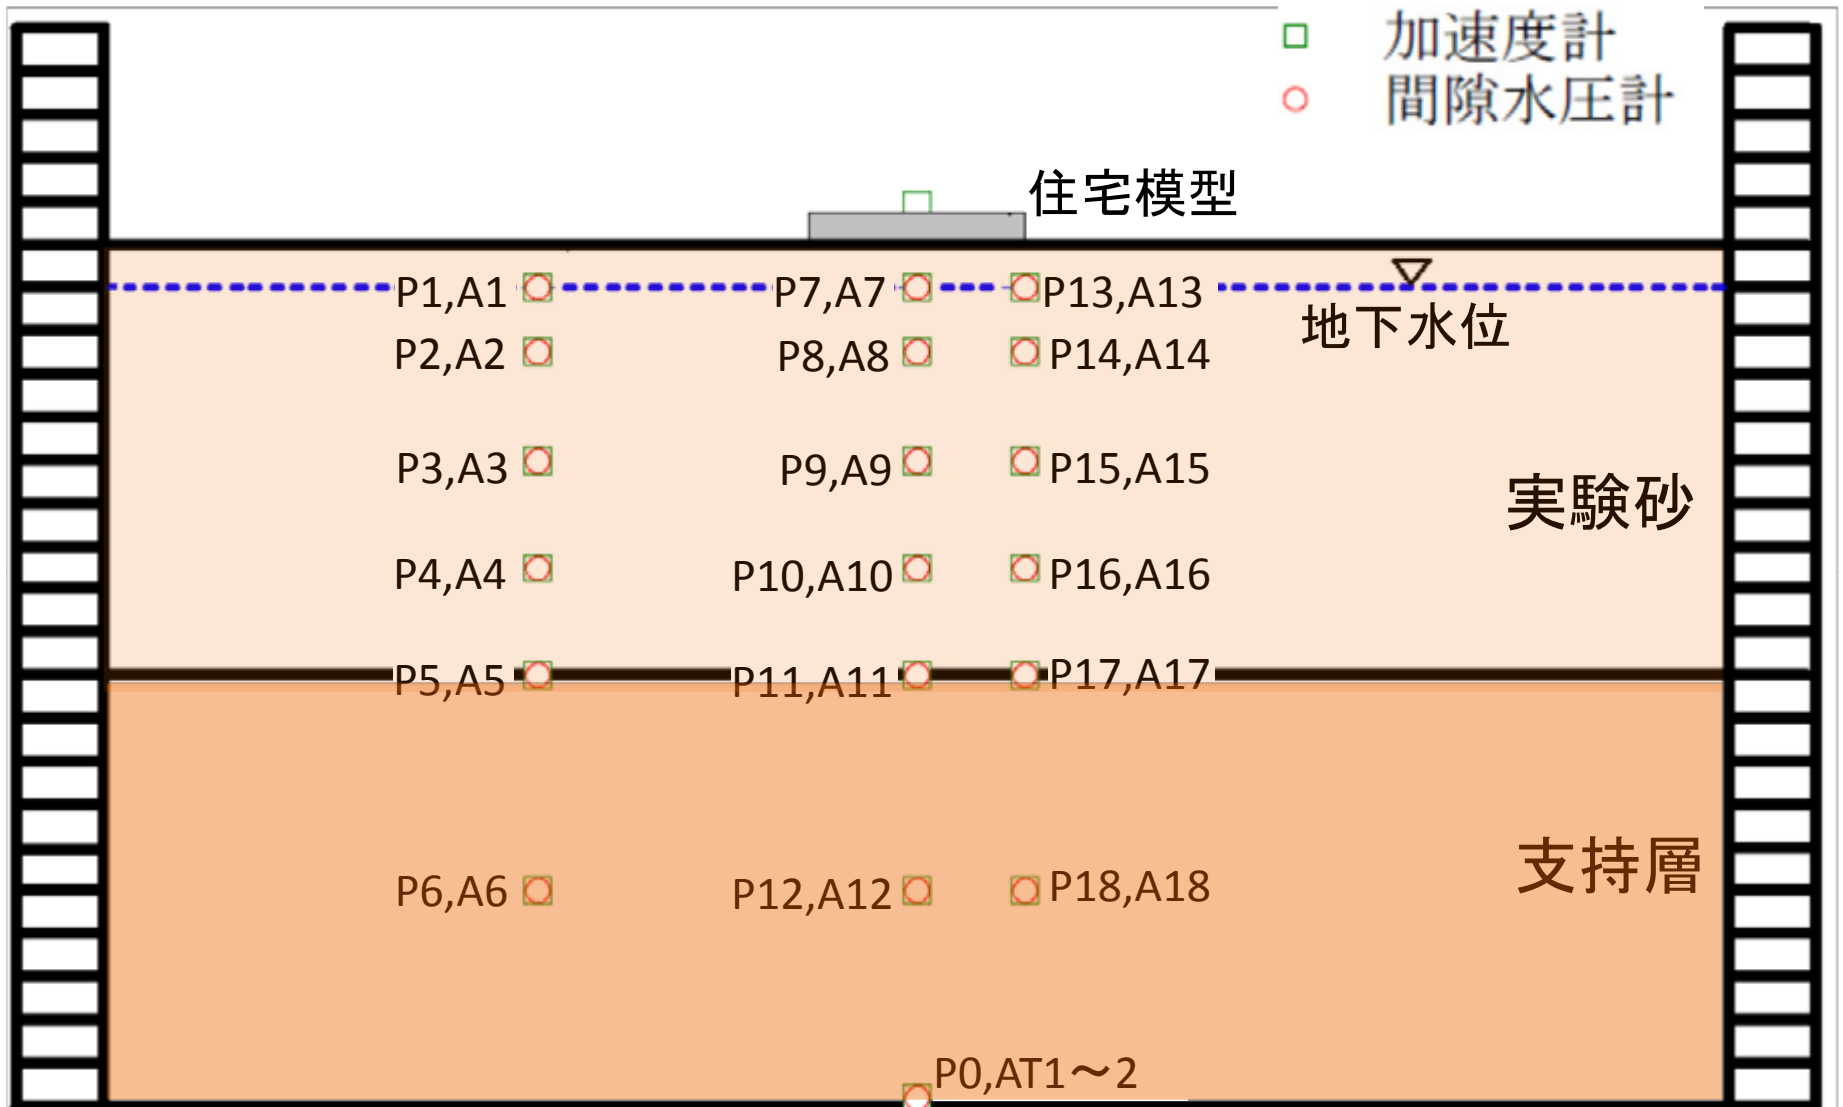 加速度計
間隙水圧計
住宅模型
P1,A1
P7,A7
P13,A13
地下水位
P2,A2
P8,A8
P14,A14
P3,A3
P9,A9
P15,A15
実験砂
P4,A4
P10,A10
P16,A16
P5,A5
P11,A11
P17,A17
支持層
P6,A6
P12,A12
P18,A18
P0,AT1～2